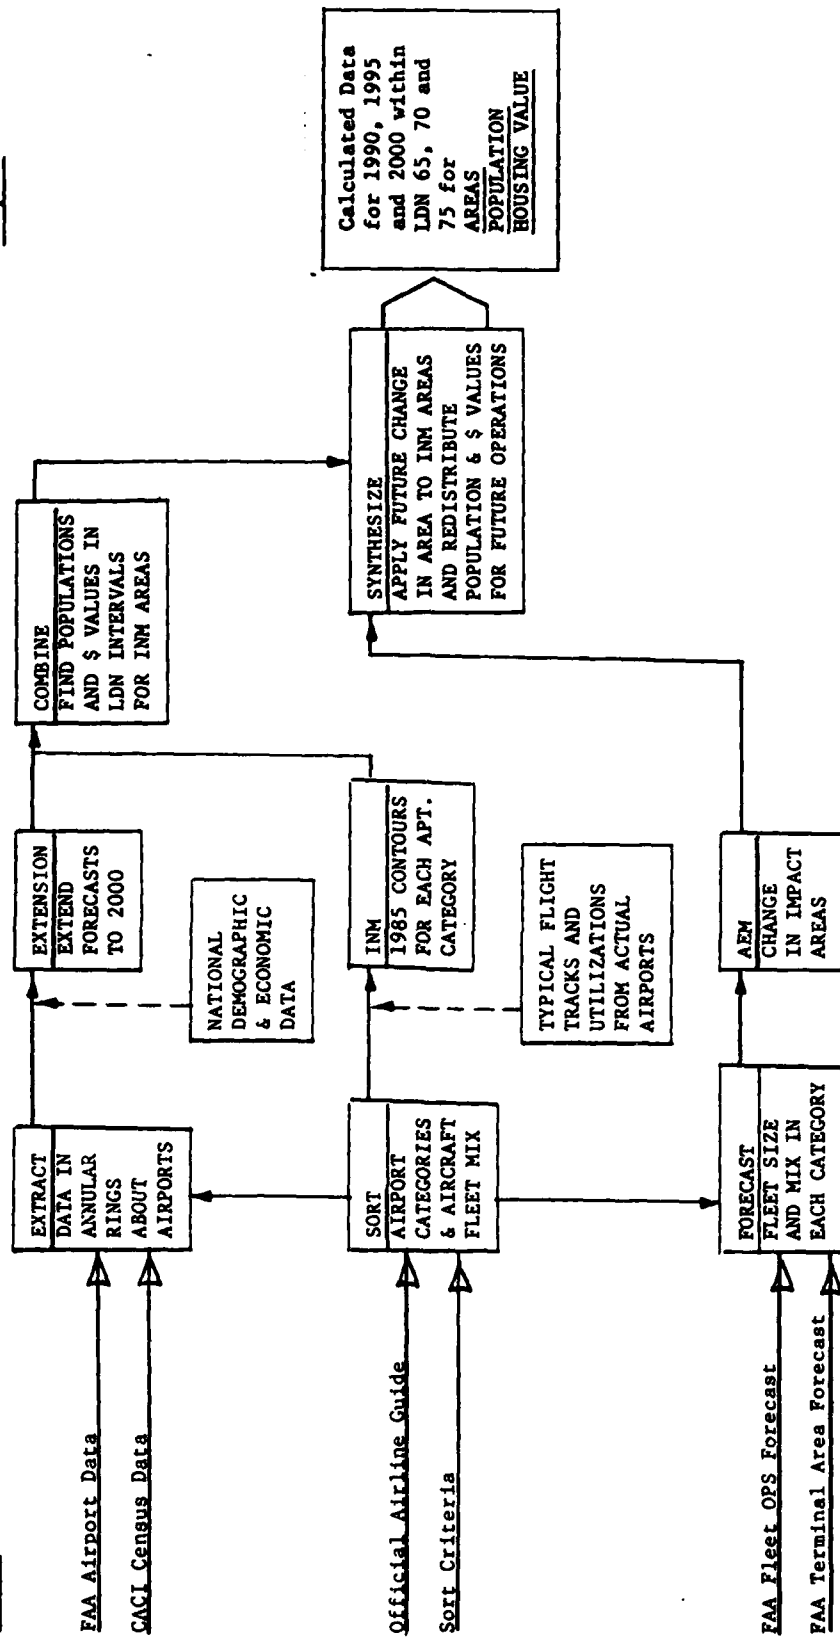 FAA Airport Data
CACI Census Data
EXTRACT
DATA IN
ANNULAR
RINGS
ABOUT
AIRPORTS
EXTENSION
EXTEND
FORECASTS
TO 2000
NATIONAL
DEMOGRAPHIC
& ECONOMIC
DATA
COMBINE
FIND POPULATIONS
AND $ VALUES IN
LDN INTERVALS
FOR INM AREAS
Official Airline Guide
Sort Criteria
SORT
AIRPORT
CATEGORIES
& AIRCRAFT
FLEET MIX
INM
1985 CONTOURS
FOR EACH APT.
CATEGORY
TYPICAL FLIGHT
TRACKS AND
UTILIZATIONS
FROM ACTUAL
AIRPORTS
SYNTHESIZE
APPLY FUTURE CHANGE
IN AREA TO INM AREAS
AND REDISTRIBUTE
POPULATION & $ VALUES
FOR FUTURE OPERATIONS
Calculated Data
for 1990, 1995
and 2000 within
LDN 65, 70 and
75 for
AREAS
POPULATION
HOUSING VALUE
FAA Fleet OPS Forecast
FAA Terminal Area Forecast
FORECAST
FLEET SIZE
AND MIX IN
EACH CATEGORY
AEM
CHANGE
IN IMPACT
AREAS